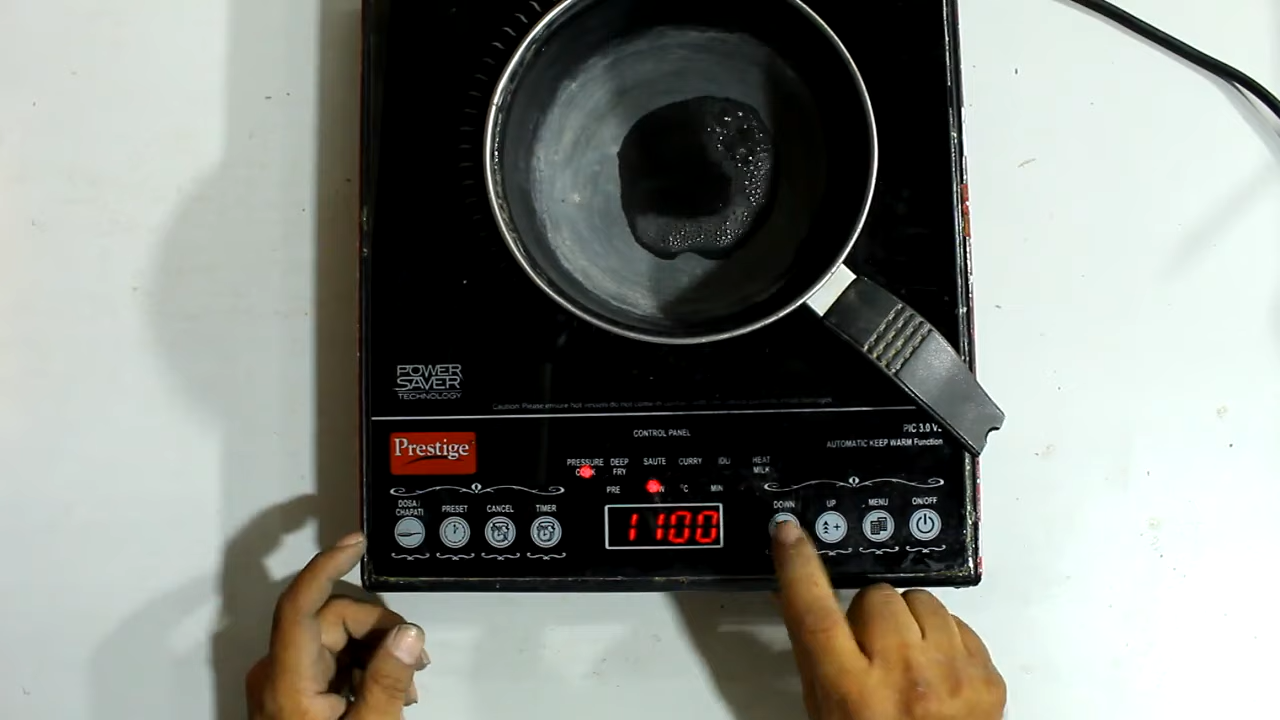 POWER
SAVER
TECHNOLOGY
Prestige
CONTROL PANEL
PIC 3.0
AUTOMATIC KEEP WARM Function
PRESSURE DEEP FRY SAUTE CURRY IDLI HEAT MILK
PRE °C MIN
DOSA / CHAPATI PRESET CANCEL TIMER
1100
DOWN UP MENU ON/OFF